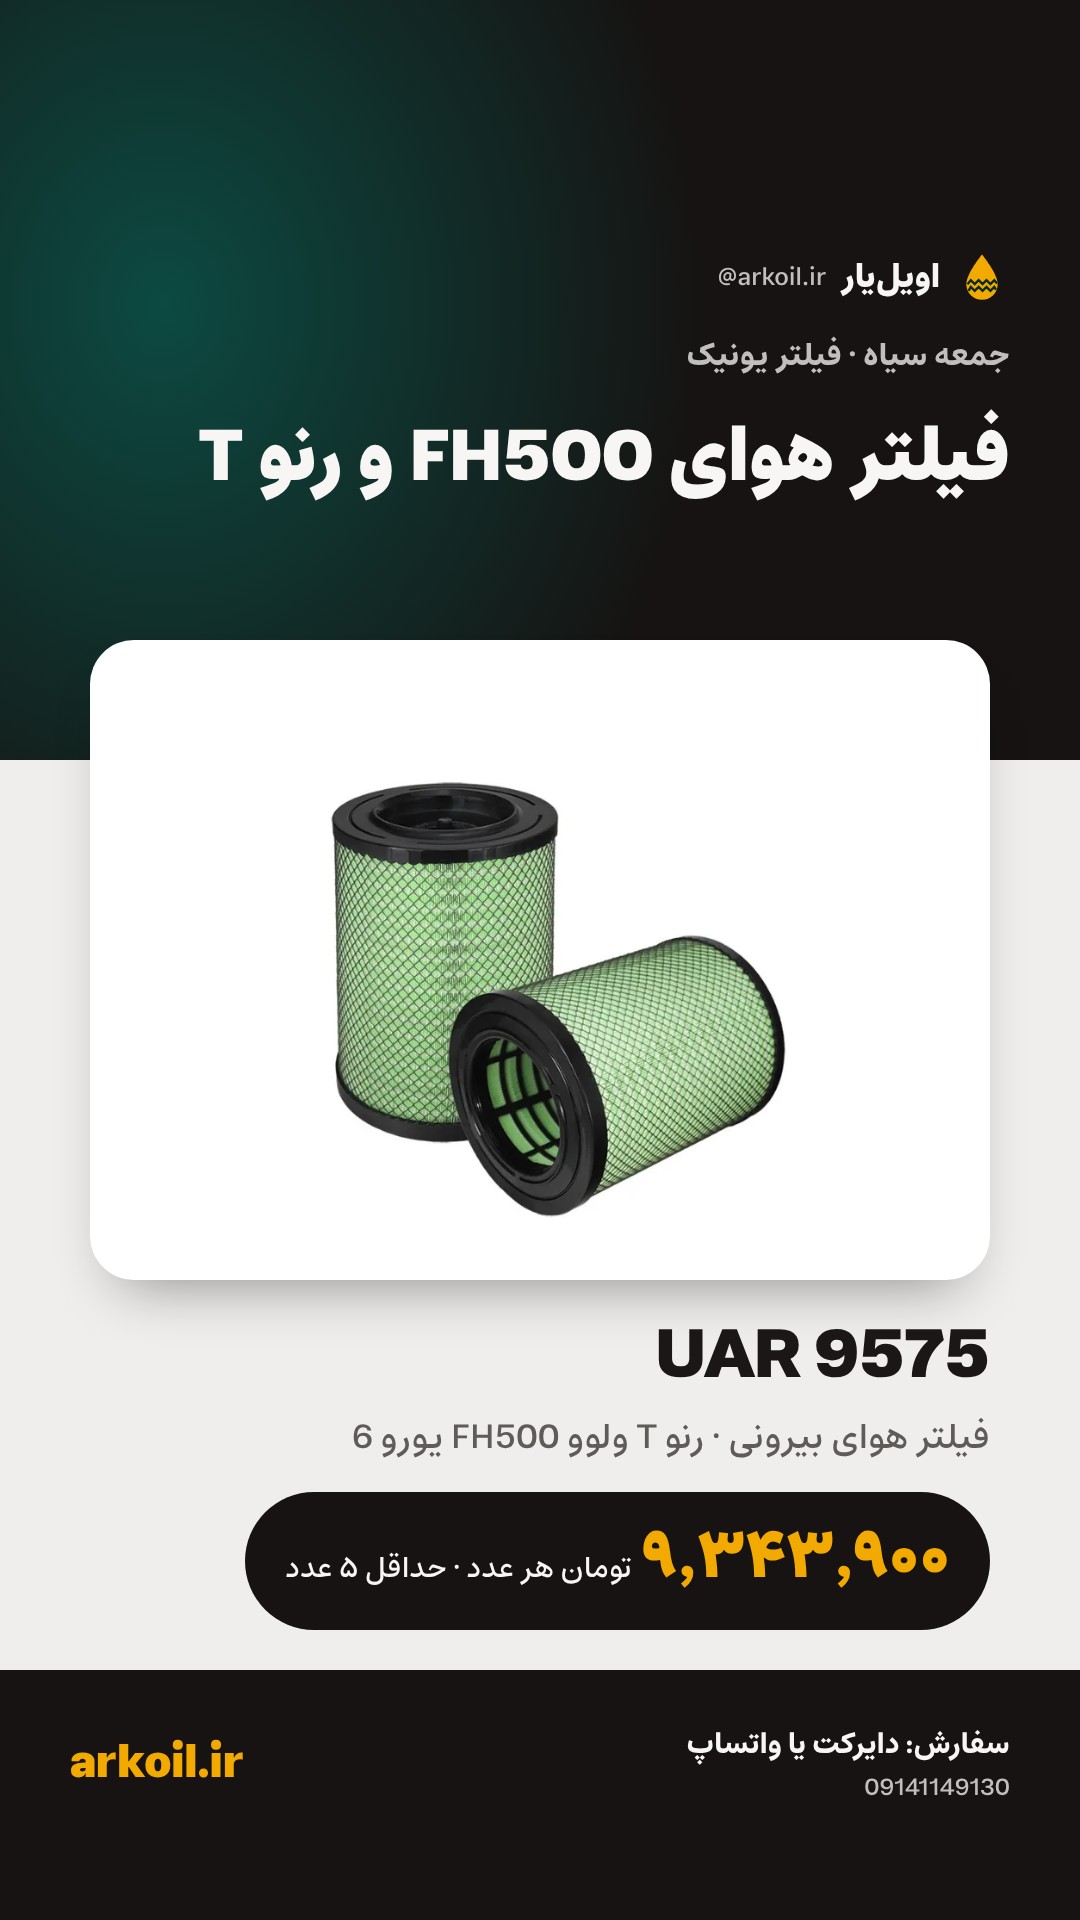 اویل‌یار @arkoil.ir
جمعه سیاه · فیلتر یونیک
فیلتر هوای FH500 و رنو T
UAR 9575
فیلتر هوای بیرونی · رنو T ولوو FH500 یورو 6
۹,۳۴۳,۹۰۰ تومان هر عدد · حداقل ۵ عدد
سفارش: دایرکت یا واتساپ
09141149130
arkoil.ir